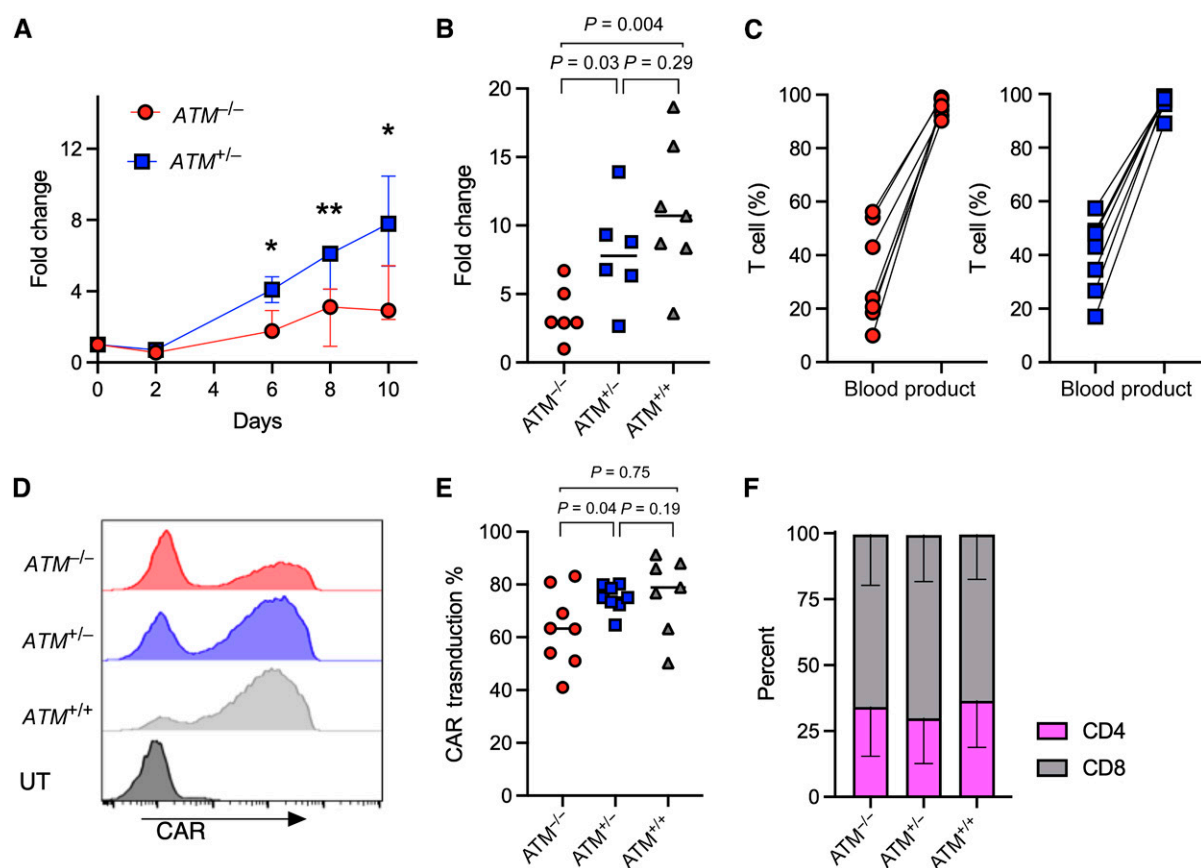 A
ATM–/–
ATM+/–
*
**
*
Fold change
12
8
4
0
0 2 4 6 8 10
Days
B
P = 0.004
P = 0.03
P = 0.29
Fold change
20
15
10
5
0
ATM–/–
ATM+/–
ATM+/+
C
T cell (%)
100
80
60
40
20
0
Blood product
T cell (%)
100
80
60
40
20
0
Blood product
D
ATM–/–
ATM+/–
ATM+/+
UT
CAR
E
P = 0.75
P = 0.04
P = 0.19
CAR trasnduction %
100
80
60
40
20
0
ATM–/–
ATM+/–
ATM+/+
F
Percent
100
75
50
25
0
ATM–/–
ATM+/–
ATM+/+
CD4
CD8